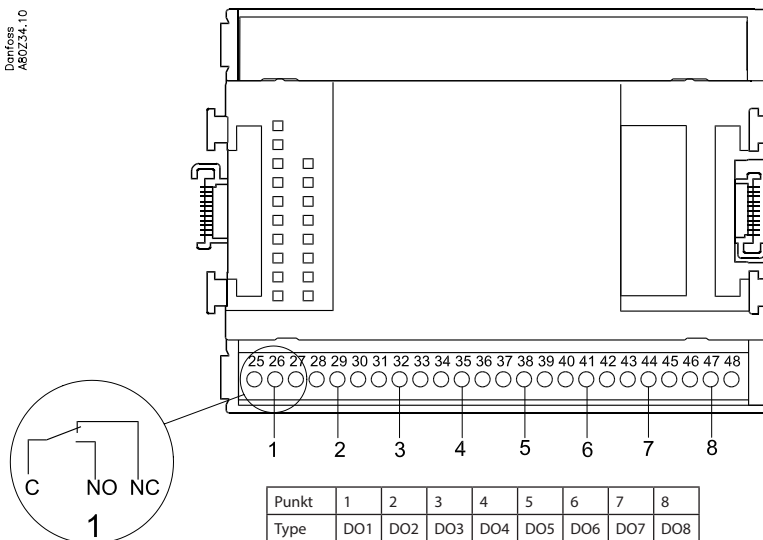 Danfoss
A80Z34.10
25 26 27 28 29 30 31 32 33 34 35 36 37 38 39 40 41 42 43 44 45 46 47 48
1 2 3 4 5 6 7 8
C NO NC
1
Punkt 1 2 3 4 5 6 7 8
Type DO1 DO2 DO3 DO4 DO5 DO6 DO7 DO8